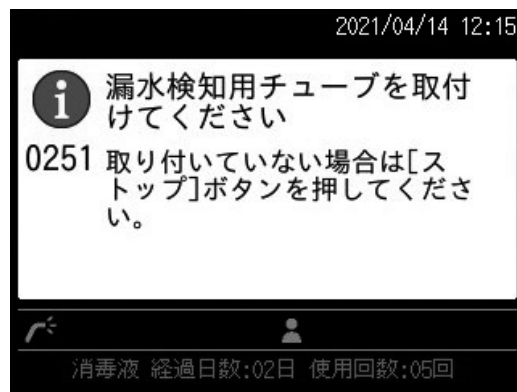 2021/04/14 12:15
漏水検知用チューブを取付
けてください
0251 取り付いていない場合は[ス
トップ]ボタンを押してくださ
い。
消毒液 経過日数:02日 使用回数:05回